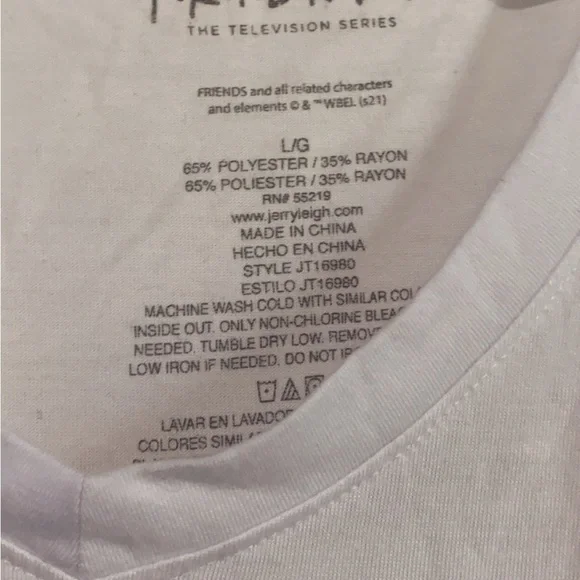 THE TELEVISION SERIES
FRIENDS and all related characters
and elements © & ™ WBEI. (s21)
L/G
65% POLYESTER / 35% RAYON
65% POLIESTER / 35% RAYON
RN# 55219
www.jerryleigh.com
MADE IN CHINA
HECHO EN CHINA
STYLE JT16980
ESTILO JT16980
MACHINE WASH COLD WITH SIMILAR
INSIDE OUT. ONLY NON-CHLORINE
NEEDED. TUMBLE DRY LOW.
LOW IRON IF NEEDED. DO NOT
LAVAR EN
COLORES